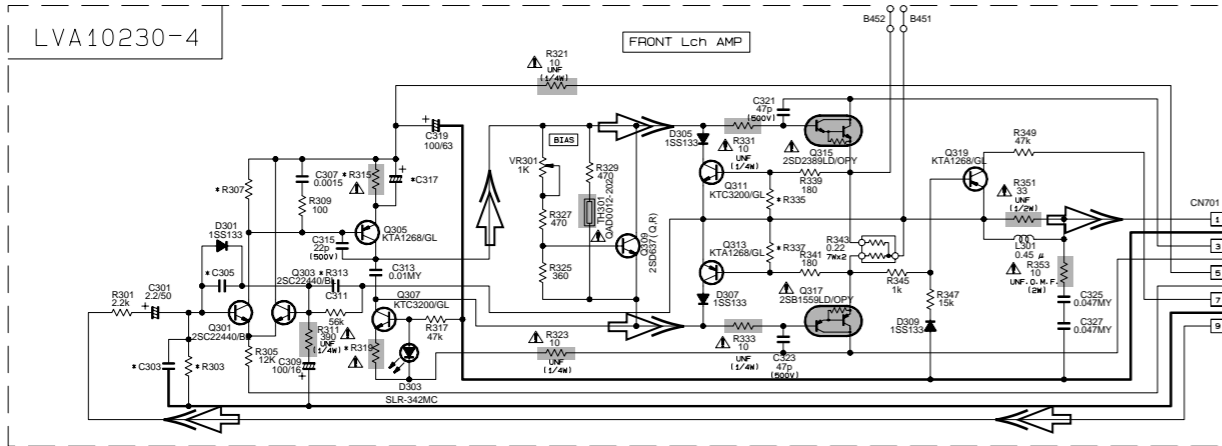 LVA10230-4
FRONT Lch AMP
B452
B451
R321
10
UNF
(1/4W)
C319
100/63
BIAS
VR301
1K
R329
470
TH301
QAD0012-202
R327
470
R325
360
Q309
2SD637(Q,R)
D305
1SS133
R331
10
UNF
(1/4W)
C321
47p
(500V)
Q315
2SD2389LD/OPY
Q311
KTC3200/GL
R339
180
*R335
Q313
KTA1268/GL
*R337
R341
180
R343
0.22
7Wx2
R345
1k
Q317
2SB1559LD/OPY
D307
1SS133
R333
10
UNF
(1/4W)
C323
47p
(500V)
Q319
KTA1268/GL
R349
47k
R351
33
UNF
(1/2W)
L301
0.45 μ
R353
10
UNF.O.M.F.
(2W)
C325
0.047MY
C327
0.047MY
R347
15k
D309
1SS133
CN701
1
3
5
7
9
*R307
C307
0.0015
R309
100
*R315
*C317
D301
1SS133
C315
22p
(500V)
Q305
KTA1268/GL
*C305
Q303
2SC22440/BL
*R313
56k
C311
C313
0.01MY
Q307
KTC3200/GL
R301
2.2k
C301
2.2/50
Q301
2SC22440/BL
R311
390
UNF
(1/4W)
R305
12K
C309
100/16
*R319
R317
47k
R323
10
UNF
(1/4W)
*C303
*R303
D303
SLR-342MC